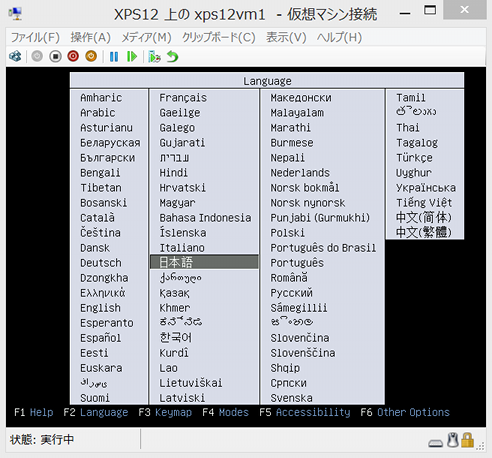 XPS12 上の xps12vm1 - 仮想マシン接続
ファイル(F) 操作(A) メディア(M) クリップボード(C) 表示(V) ヘルプ(H)
Language
Amharic
Arabic
Asturianu
Беларуская
Български
Bengali
Tibetan
Bosanski
Català
Čeština
Dansk
Deutsch
Dzongkha
Ελληνικά
English
Esperanto
Español
Eesti
Euskara
فارسی
Suomi
Français
Gaeilge
Galego
Gujarati
עברית
Hindi
Hrvatski
Magyar
Bahasa Indonesia
Íslenska
Italiano
日本語
ქართული
Қазақ
Khmer
ಕನ್ನಡ
한국어
Kurdî
Lao
Lietuviškai
Latviski
Македонски
Malayalam
Marathi
Burmese
Nepali
Nederlands
Norsk bokmål
Norsk nynorsk
Punjabi (Gurmukhi)
Polski
Português do Brasil
Português
Română
Русский
Sámegillii
සිංහල
Slovenčina
Slovenščina
Shqip
Српски
Svenska
Tamil
తెలుగు
Thai
Tagalog
Türkçe
Uyghur
Українська
Tiếng Việt
中文(简体)
中文(繁體)
F1 Help F2 Language F3 Keymap F4 Modes F5 Accessibility F6 Other Options
状態: 実行中